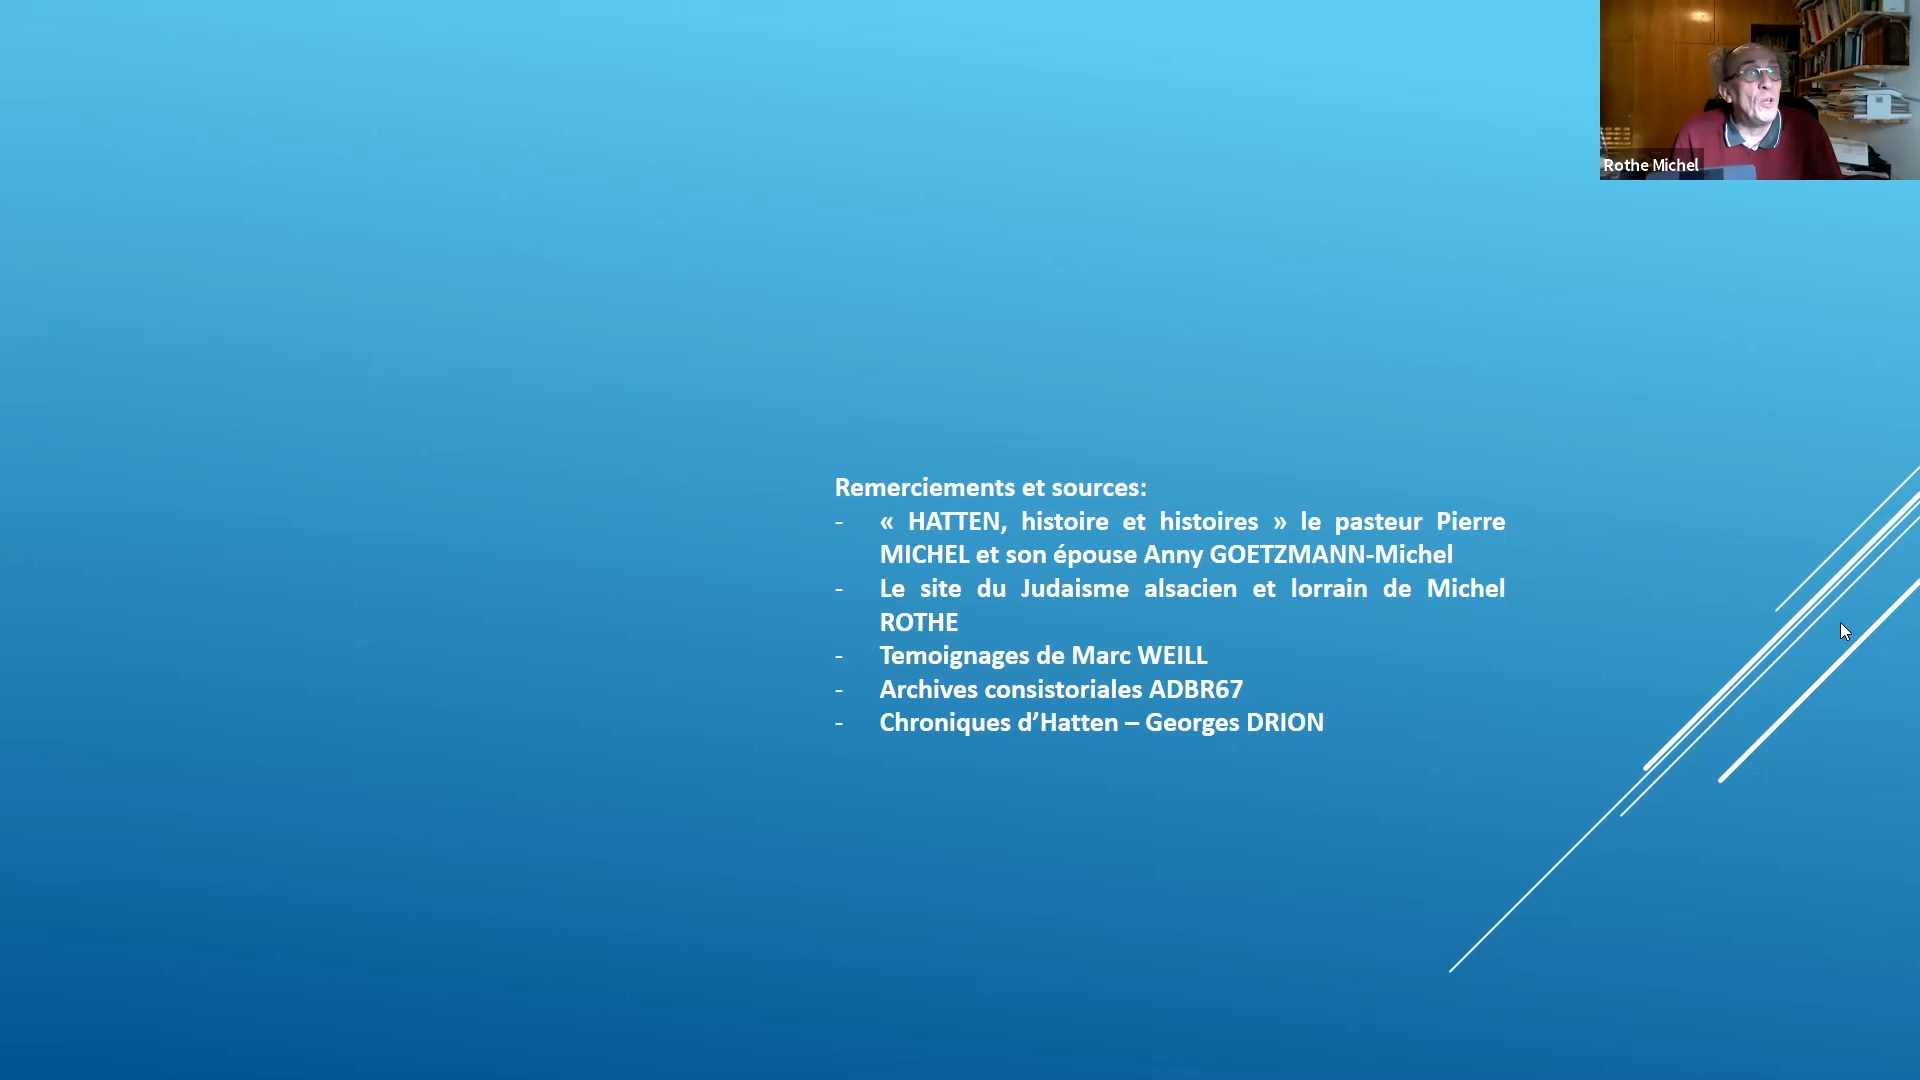 Rothe Michel
Remerciements et sources:
- « HATTEN, histoire et histoires » le pasteur Pierre
MICHEL et son épouse Anny GOETZMANN-Michel
- Le site du Judaisme alsacien et lorrain de Michel
ROTHE
- Temoignages de Marc WEILL
- Archives consistoriales ADBR67
- Chroniques d’Hatten – Georges DRION